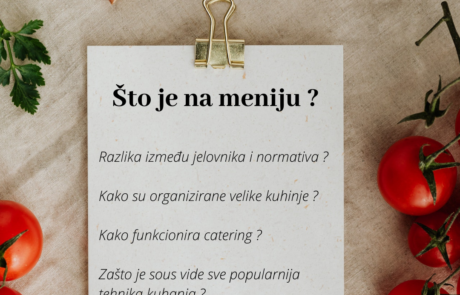 Što je na meniju ?
Razlika između jelovnika i normativa ?
Kako su organizirane velike kuhinje ?
Kako funkcionira catering ?
Zašto je sous vide sve popularnija
tehnika kuhanja ?